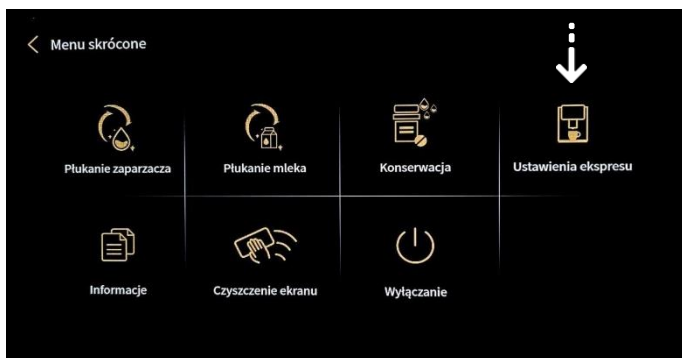 Menu skrócone
Płukanie zaparzacza
Płukanie mleka
Konserwacja
Ustawienia ekspresu
Informacje
Czyszczenie ekranu
Wyłączanie